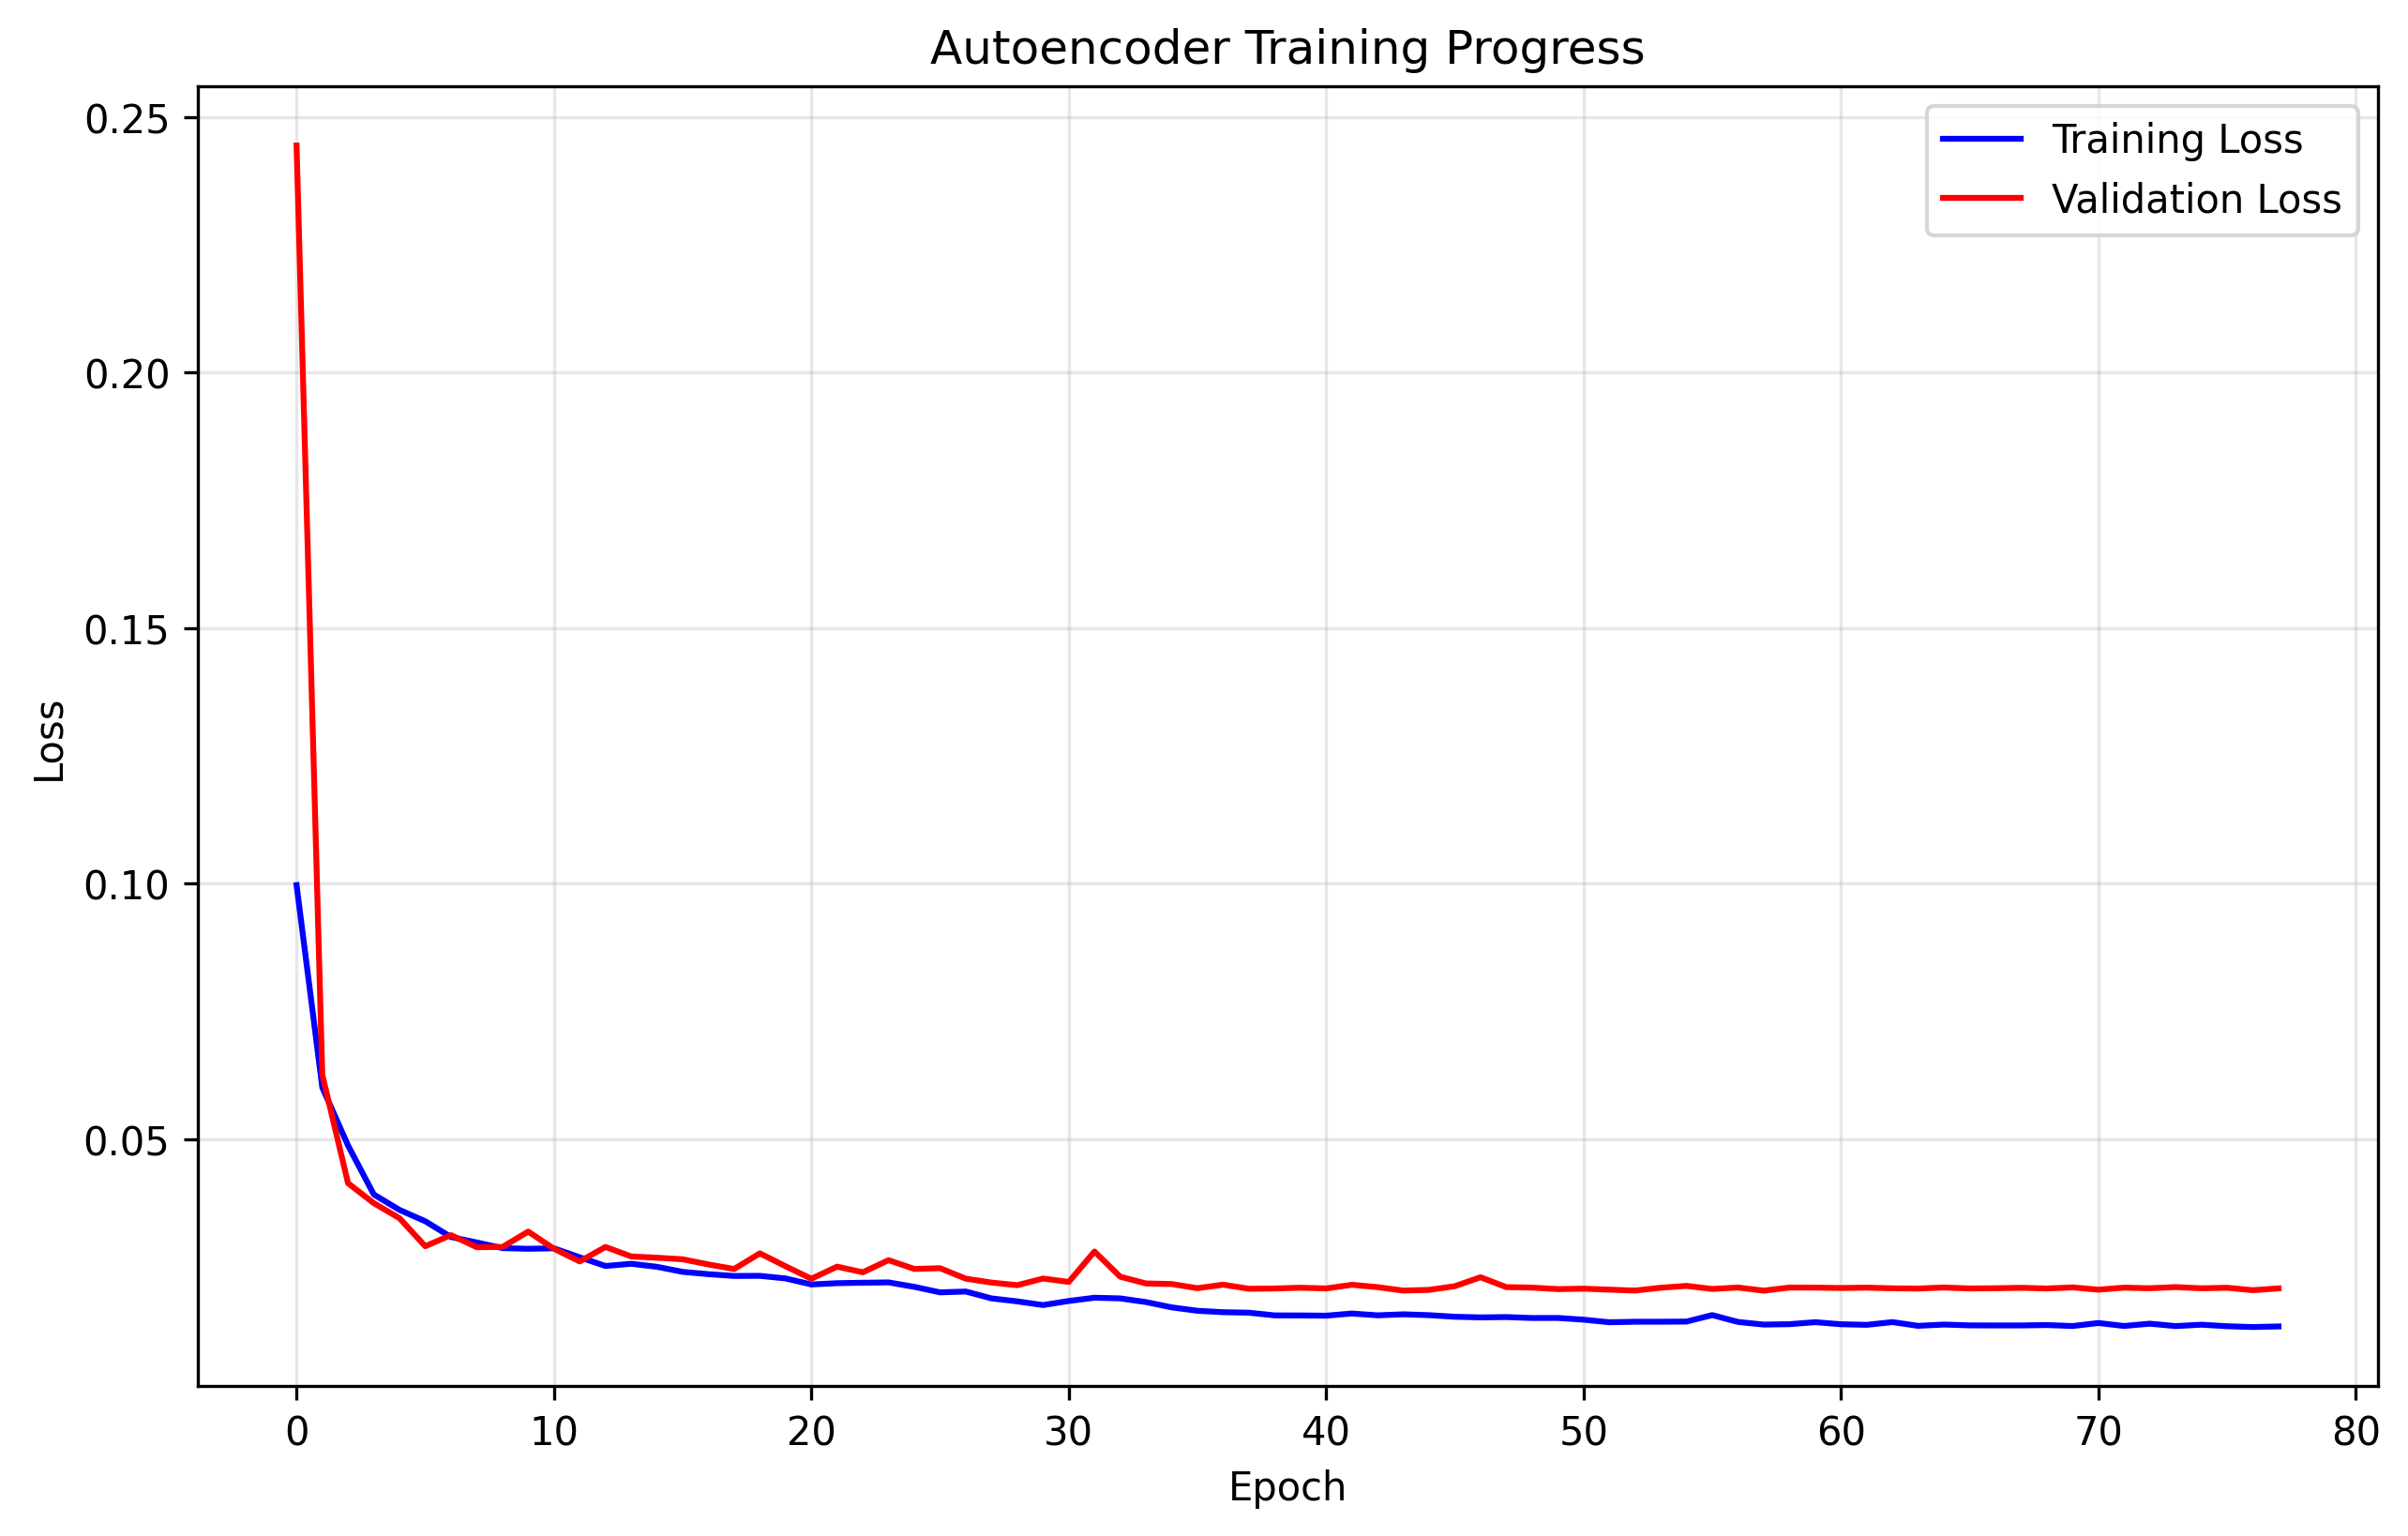 Autoencoder Training Progress
0.25
0.20
0.15
0.10
0.05
Loss
Training Loss
Validation Loss
0 10 20 30 40 50 60 70 80
Epoch